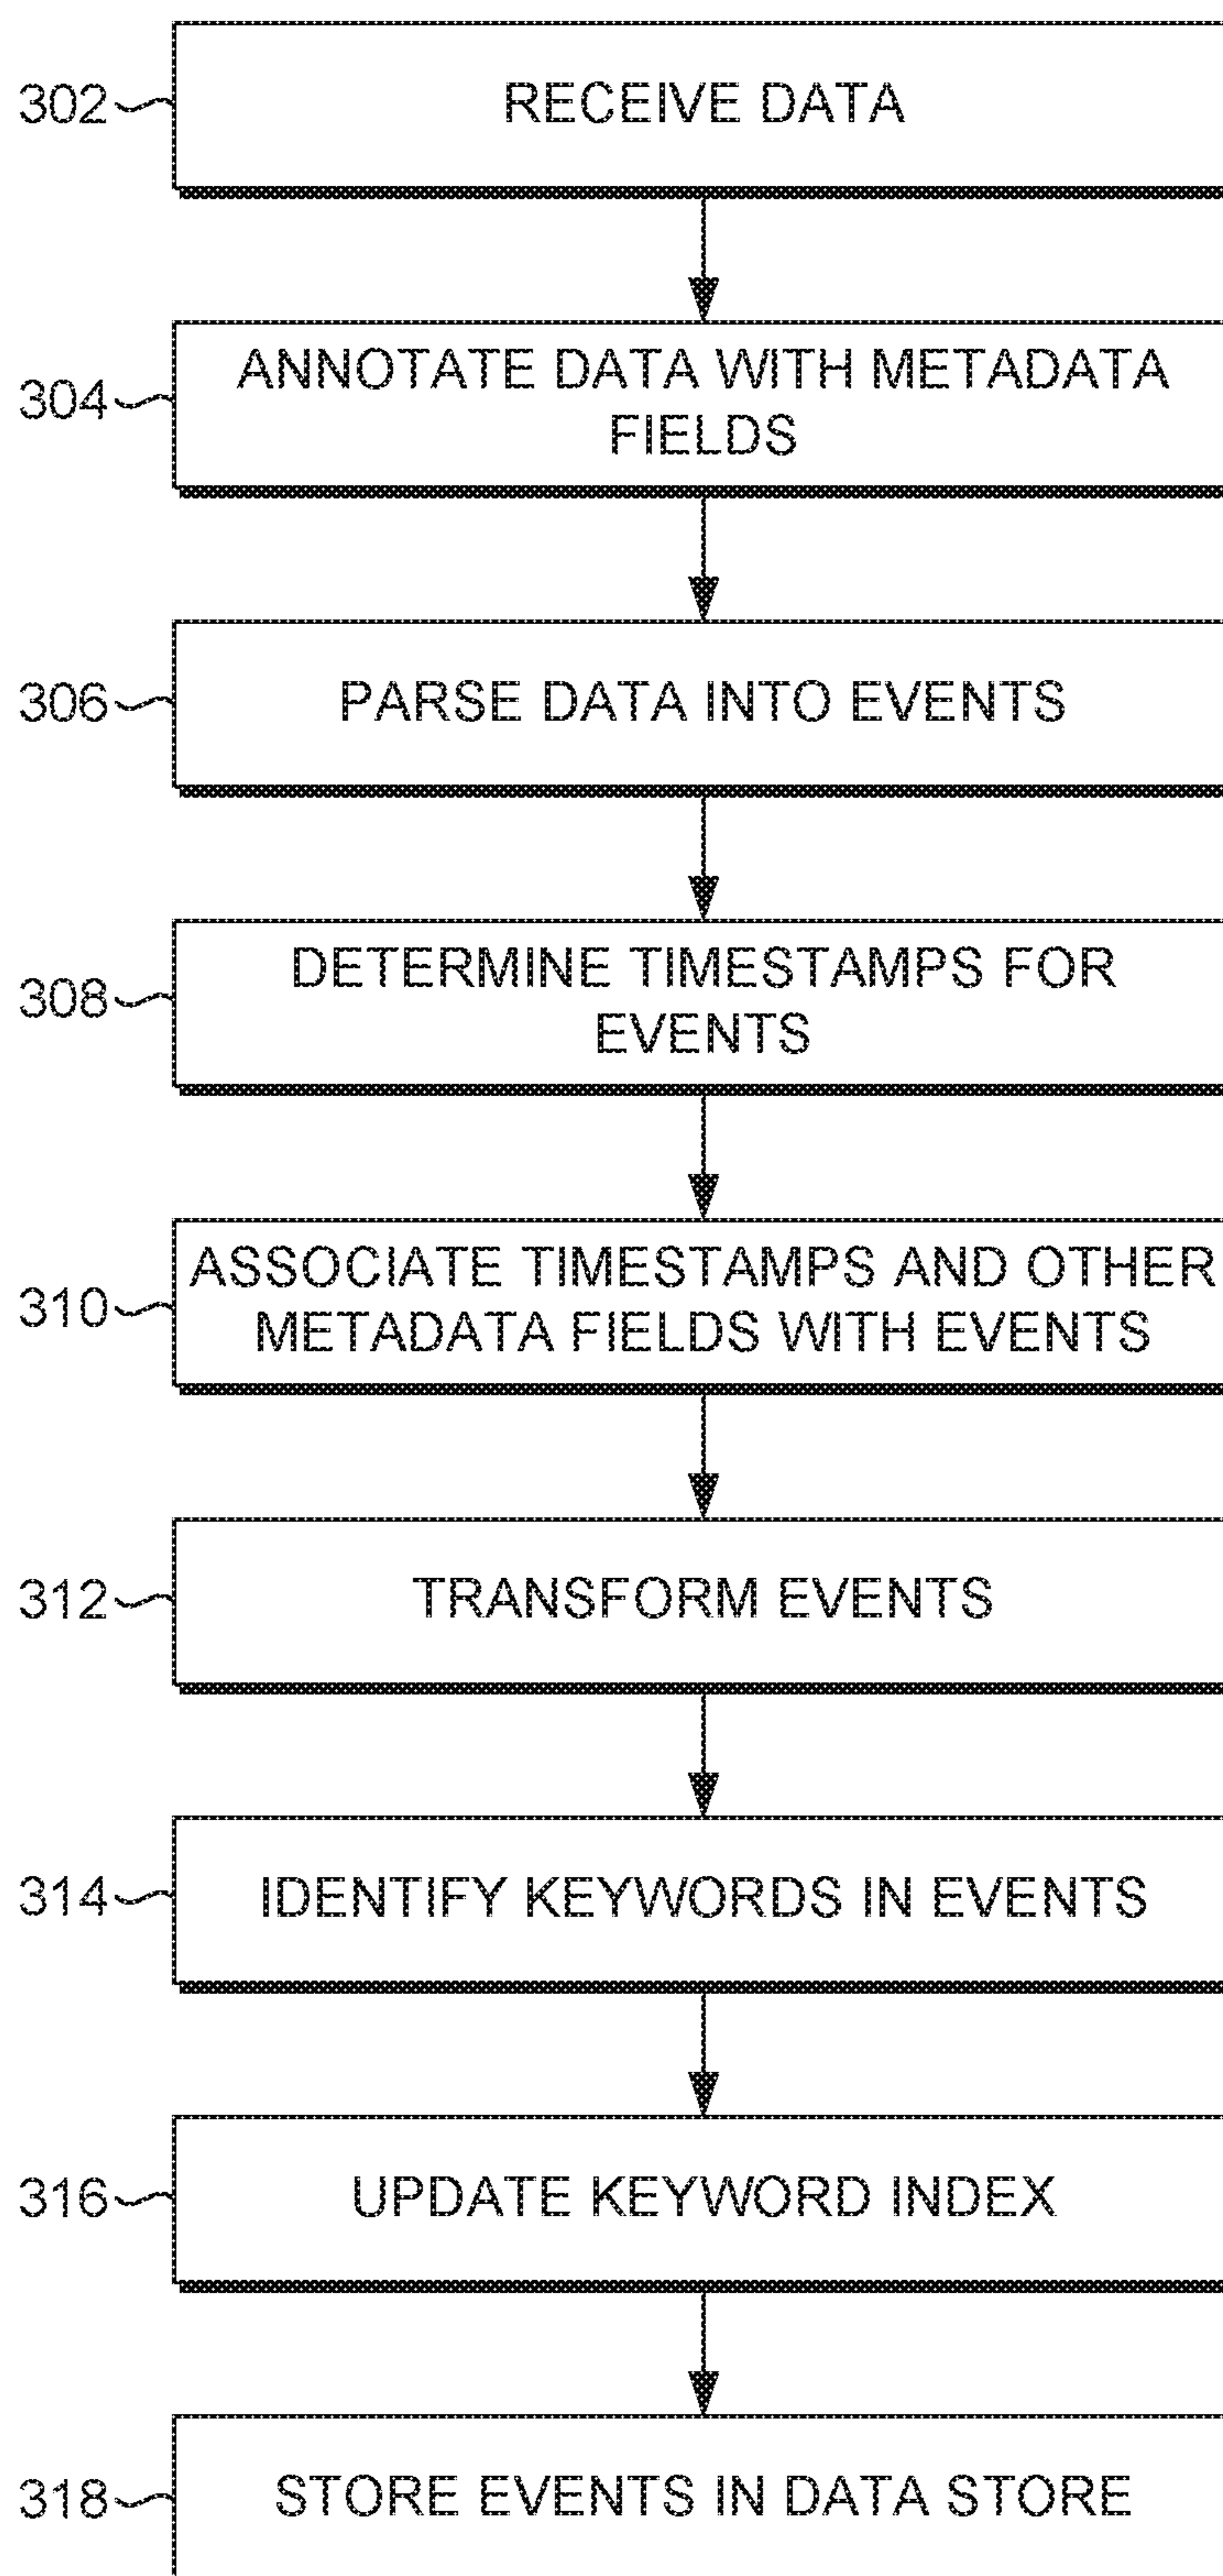 302
RECEIVE DATA
304
ANNOTATE DATA WITH METADATA
FIELDS
306
PARSE DATA INTO EVENTS
308
DETERMINE TIMESTAMPS FOR
EVENTS
310
ASSOCIATE TIMESTAMPS AND OTHER
METADATA FIELDS WITH EVENTS
312
TRANSFORM EVENTS
314
IDENTIFY KEYWORDS IN EVENTS
316
UPDATE KEYWORD INDEX
318
STORE EVENTS IN DATA STORE